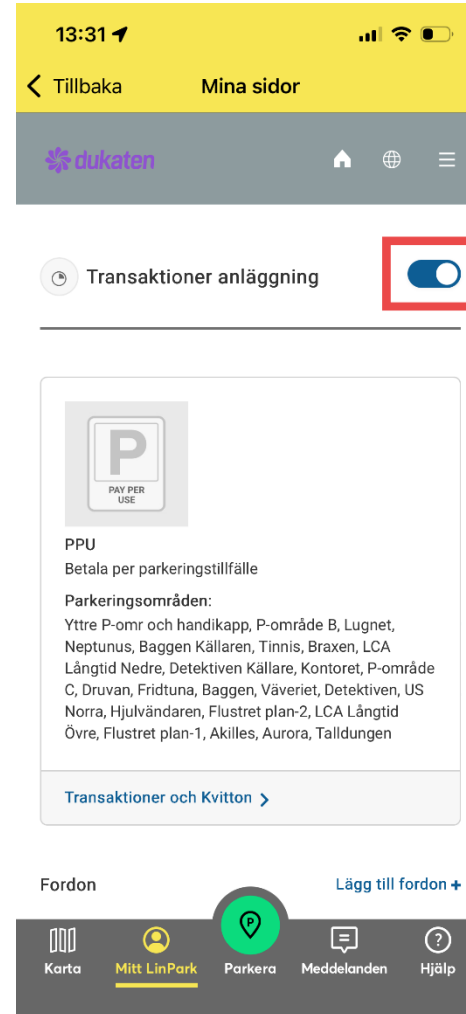 13:31
Tillbaka
Mina sidor
dukaten
Transaktioner anläggning
P
PAY PER
USE
PPU
Betala per parkeringstillfälle
Parkeringsområden:
Yttre P-omr och handikapp, P-område B, Lugnet,
Neptunus, Baggen Källaren, Tinnis, Braxen, LCA
Långtid Nedre, Detektiven Källare, Kontoret, P-område
C, Druvan, Fridtuna, Baggen, Väveriet, Detektiven, US
Norra, Hjulvändaren, Flustret plan-2, LCA Långtid
Övre, Flustret plan-1, Akilles, Aurora, Talldungen
Transaktioner och Kvitton >
Fordon
Lägg till fordon +
P
?
Karta
Mitt LinPark
Parkera
Meddelanden
Hjälp